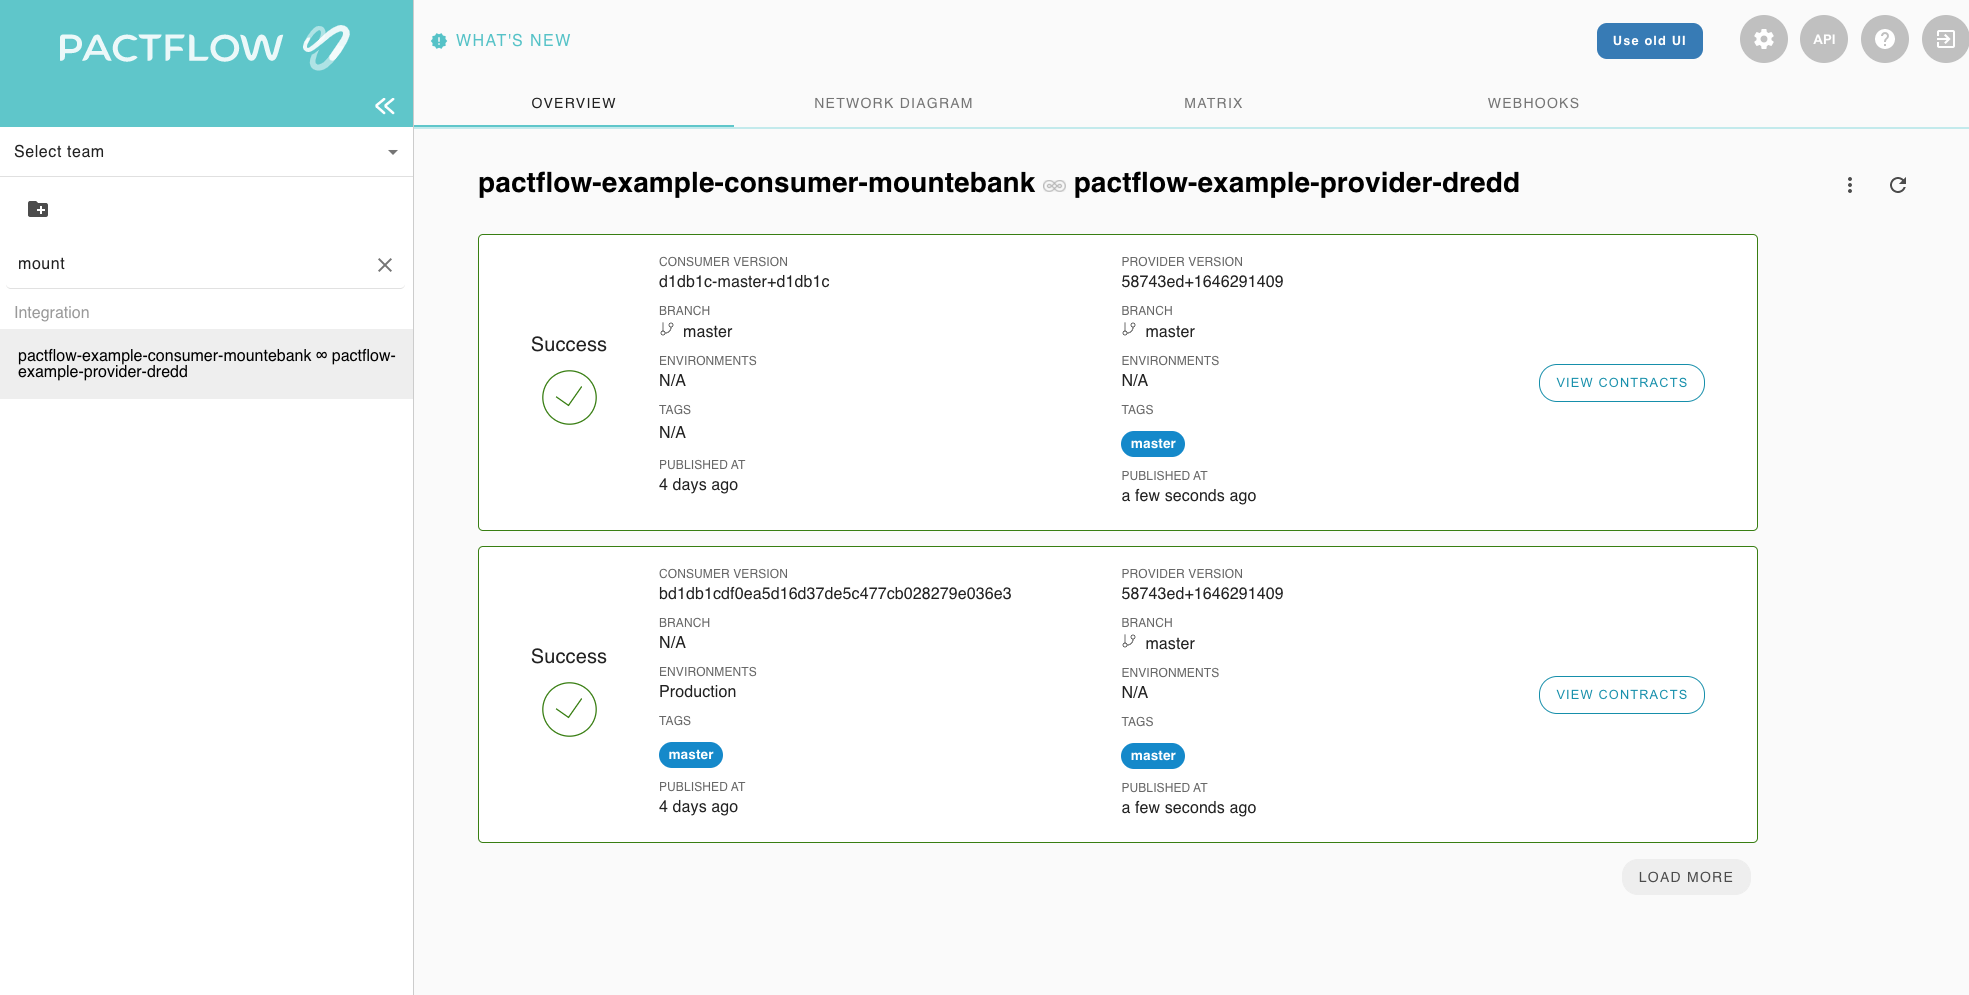 PACTFLOW
WHAT'S NEW
Use old UI
API
OVERVIEW
NETWORK DIAGRAM
MATRIX
WEBHOOKS
Select team
mount
Integration
pactflow-example-consumer-mountebank ∞ pactflow-
example-provider-dredd
pactflow-example-consumer-mountebank pactflow-example-provider-dredd
Success
CONSUMER VERSION
d1db1c-master+d1db1c
BRANCH
master
ENVIRONMENTS
N/A
TAGS
N/A
PUBLISHED AT
4 days ago
PROVIDER VERSION
58743ed+1646291409
BRANCH
master
ENVIRONMENTS
N/A
TAGS
master
PUBLISHED AT
a few seconds ago
VIEW CONTRACTS
Success
CONSUMER VERSION
bd1db1cdf0ea5d16d37de5c477cb028279e036e3
BRANCH
N/A
ENVIRONMENTS
Production
TAGS
master
PUBLISHED AT
4 days ago
PROVIDER VERSION
58743ed+1646291409
BRANCH
master
ENVIRONMENTS
N/A
TAGS
master
PUBLISHED AT
a few seconds ago
VIEW CONTRACTS
LOAD MORE